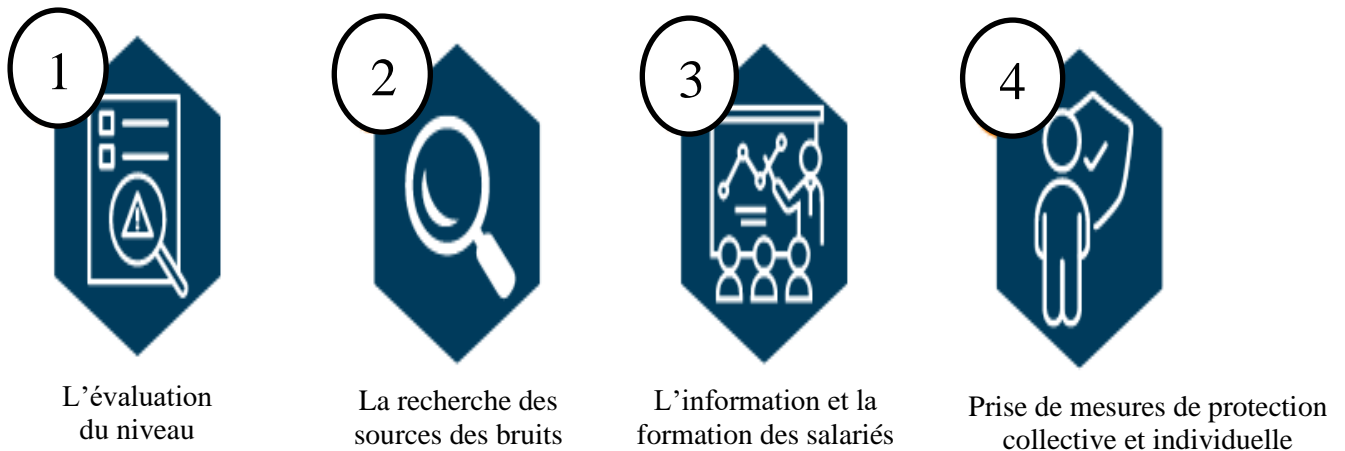 1
L’évaluation
du niveau
2
La recherche des
sources des bruits
3
L’information et la
formation des salariés
4
Prise de mesures de protection
collective et individuelle